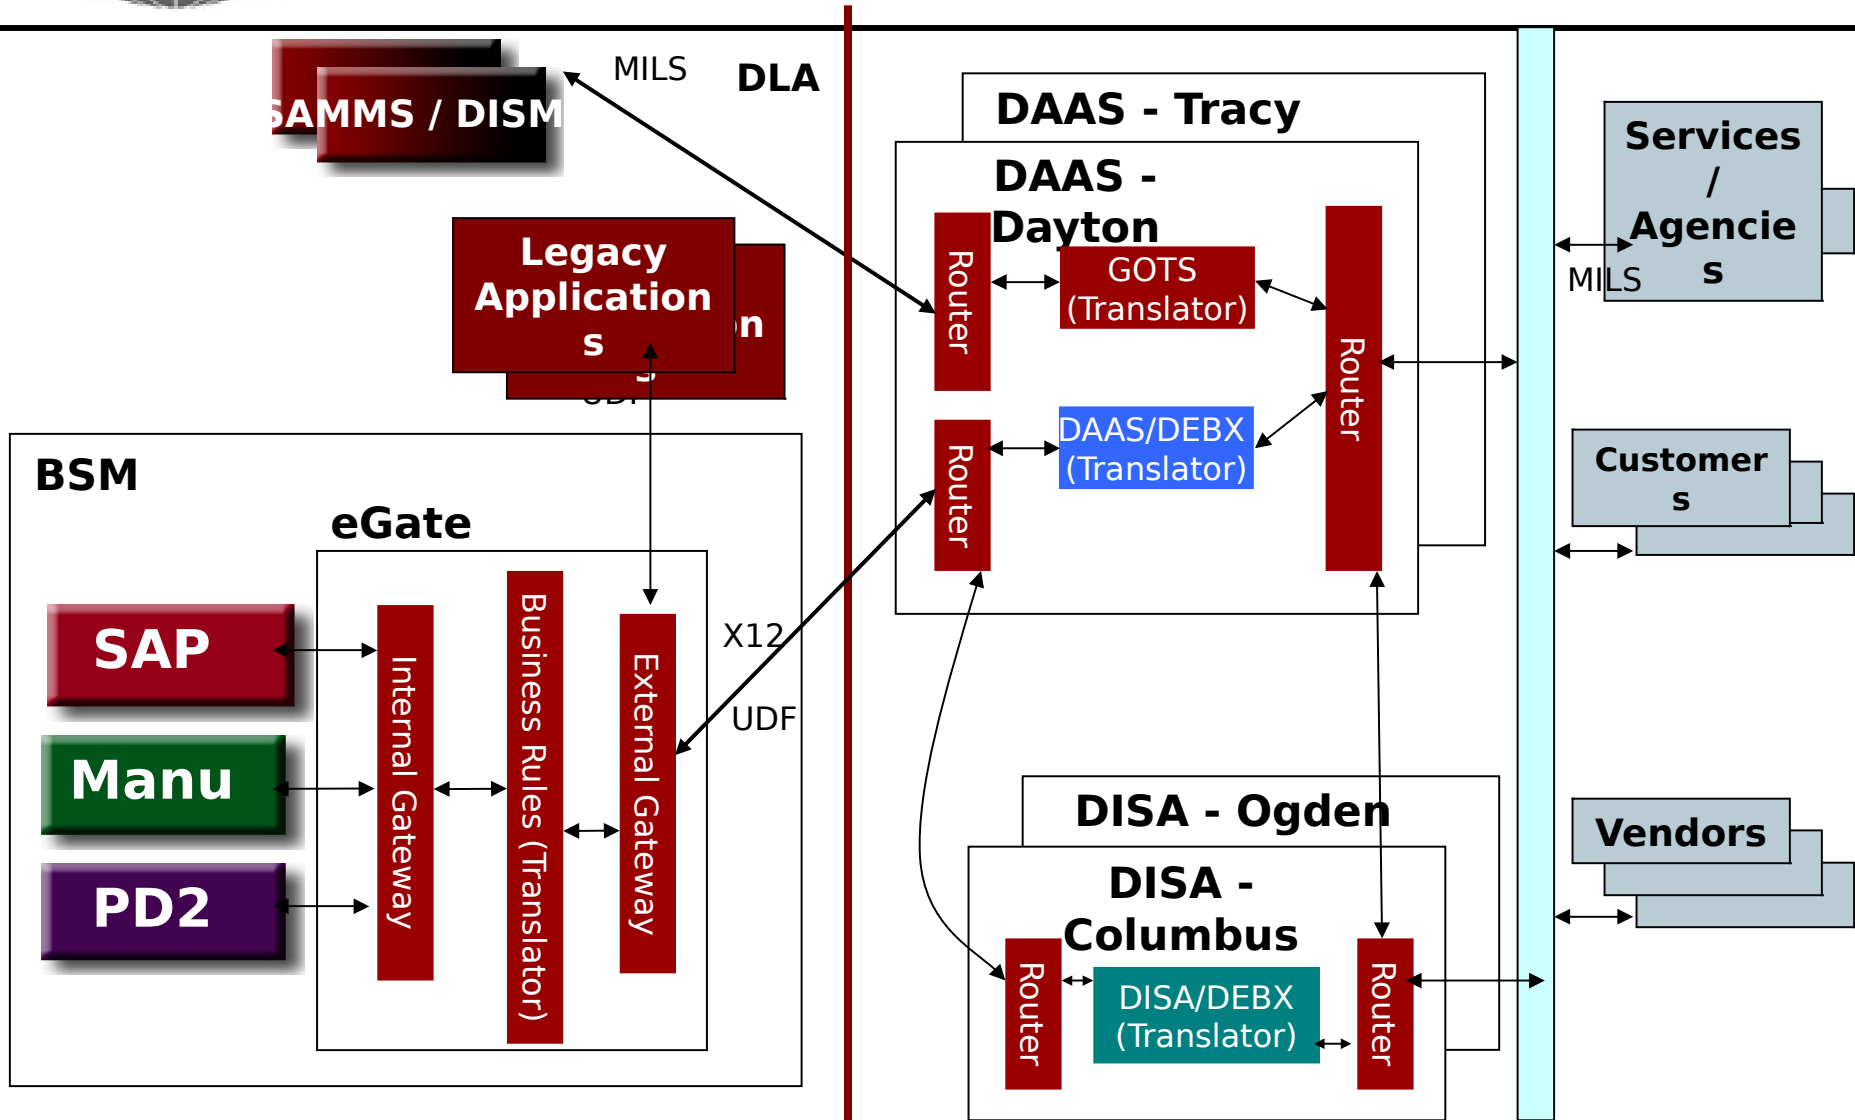 MILS
DLA
SAMMS / DISM
DAAS - Tracy
DAAS -
Dayton
Services
/
Agencie
s
MILS
Legacy
Application
s
on
s
UDF
Router
GOTS
(Translator)
Router
Router
DAAS/DEBX
(Translator)
Customer
s
BSM
eGate
SAP
Manu
PD2
Internal Gateway
Business Rules (Translator)
External Gateway
X12
UDF
DISA - Ogden
DISA -
Columbus
Router
DISA/DEBX
(Translator)
Router
Vendors